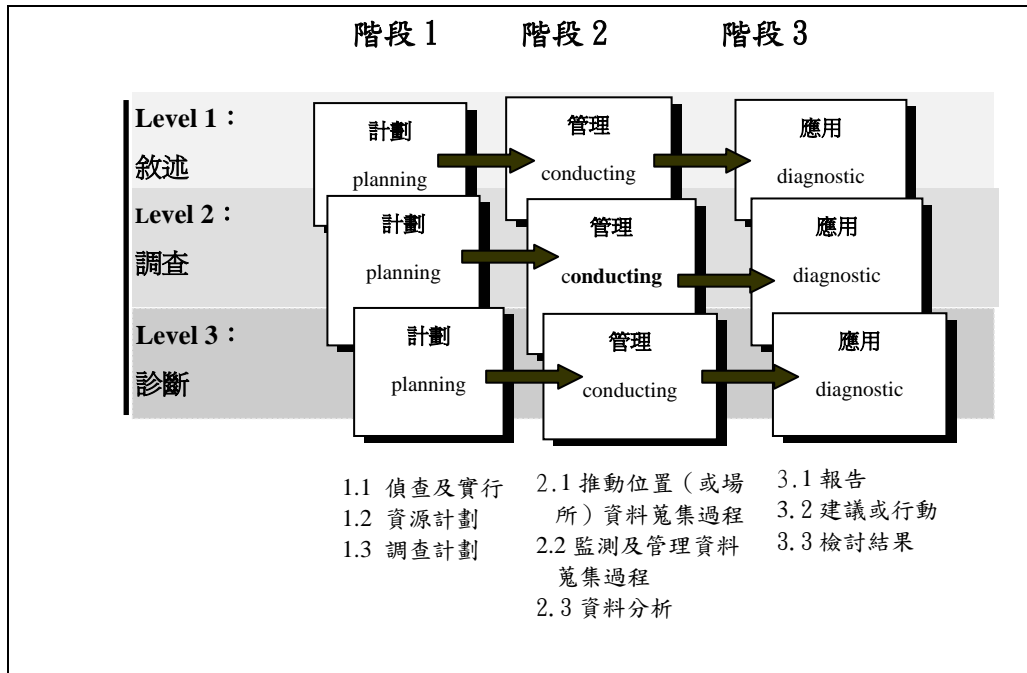 階段 1 階段 2 階段 3
Level 1：
敘述
計劃
planning
管理
conducting
應用
diagnostic
Level 2：
調查
計劃
planning
管理
conducting
應用
diagnostic
Level 3：
診斷
計劃
planning
管理
conducting
應用
diagnostic
1.1 偵查及實行
1.2 資源計劃
1.3 調查計劃
2.1 推動位置（或場
所）資料蒐集過程
2.2 監測及管理資料
蒐集過程
2.3 資料分析
3.1 報告
3.2 建議或行動
3.3 檢討結果